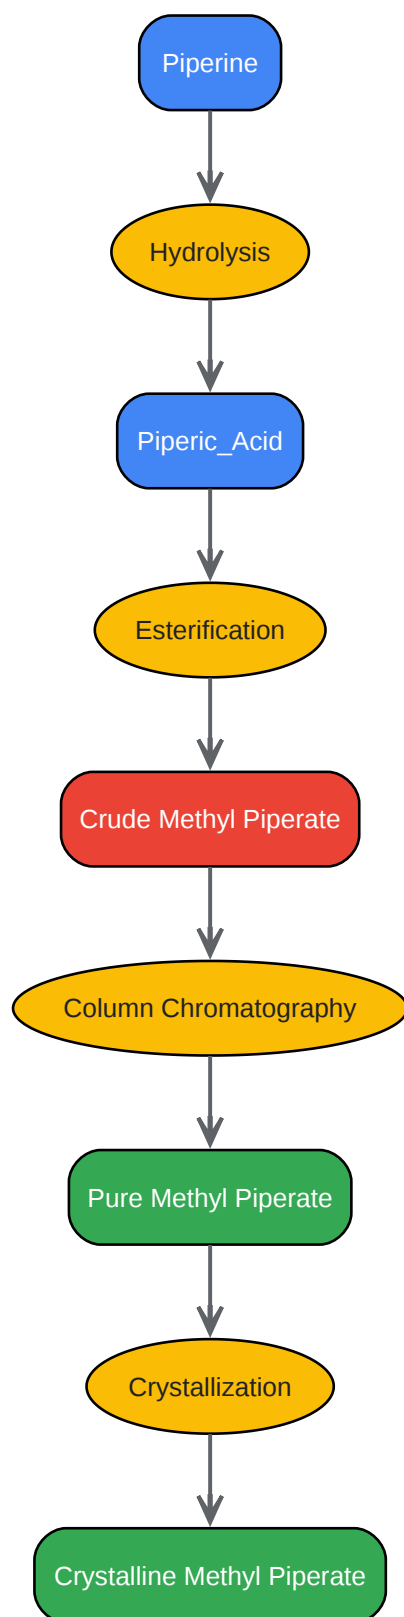 Piperine
Hydrolysis
Piperic_Acid
Esterification
Crude Methyl Piperate
Column Chromatography
Pure Methyl Piperate
Crystallization
Crystalline Methyl Piperate